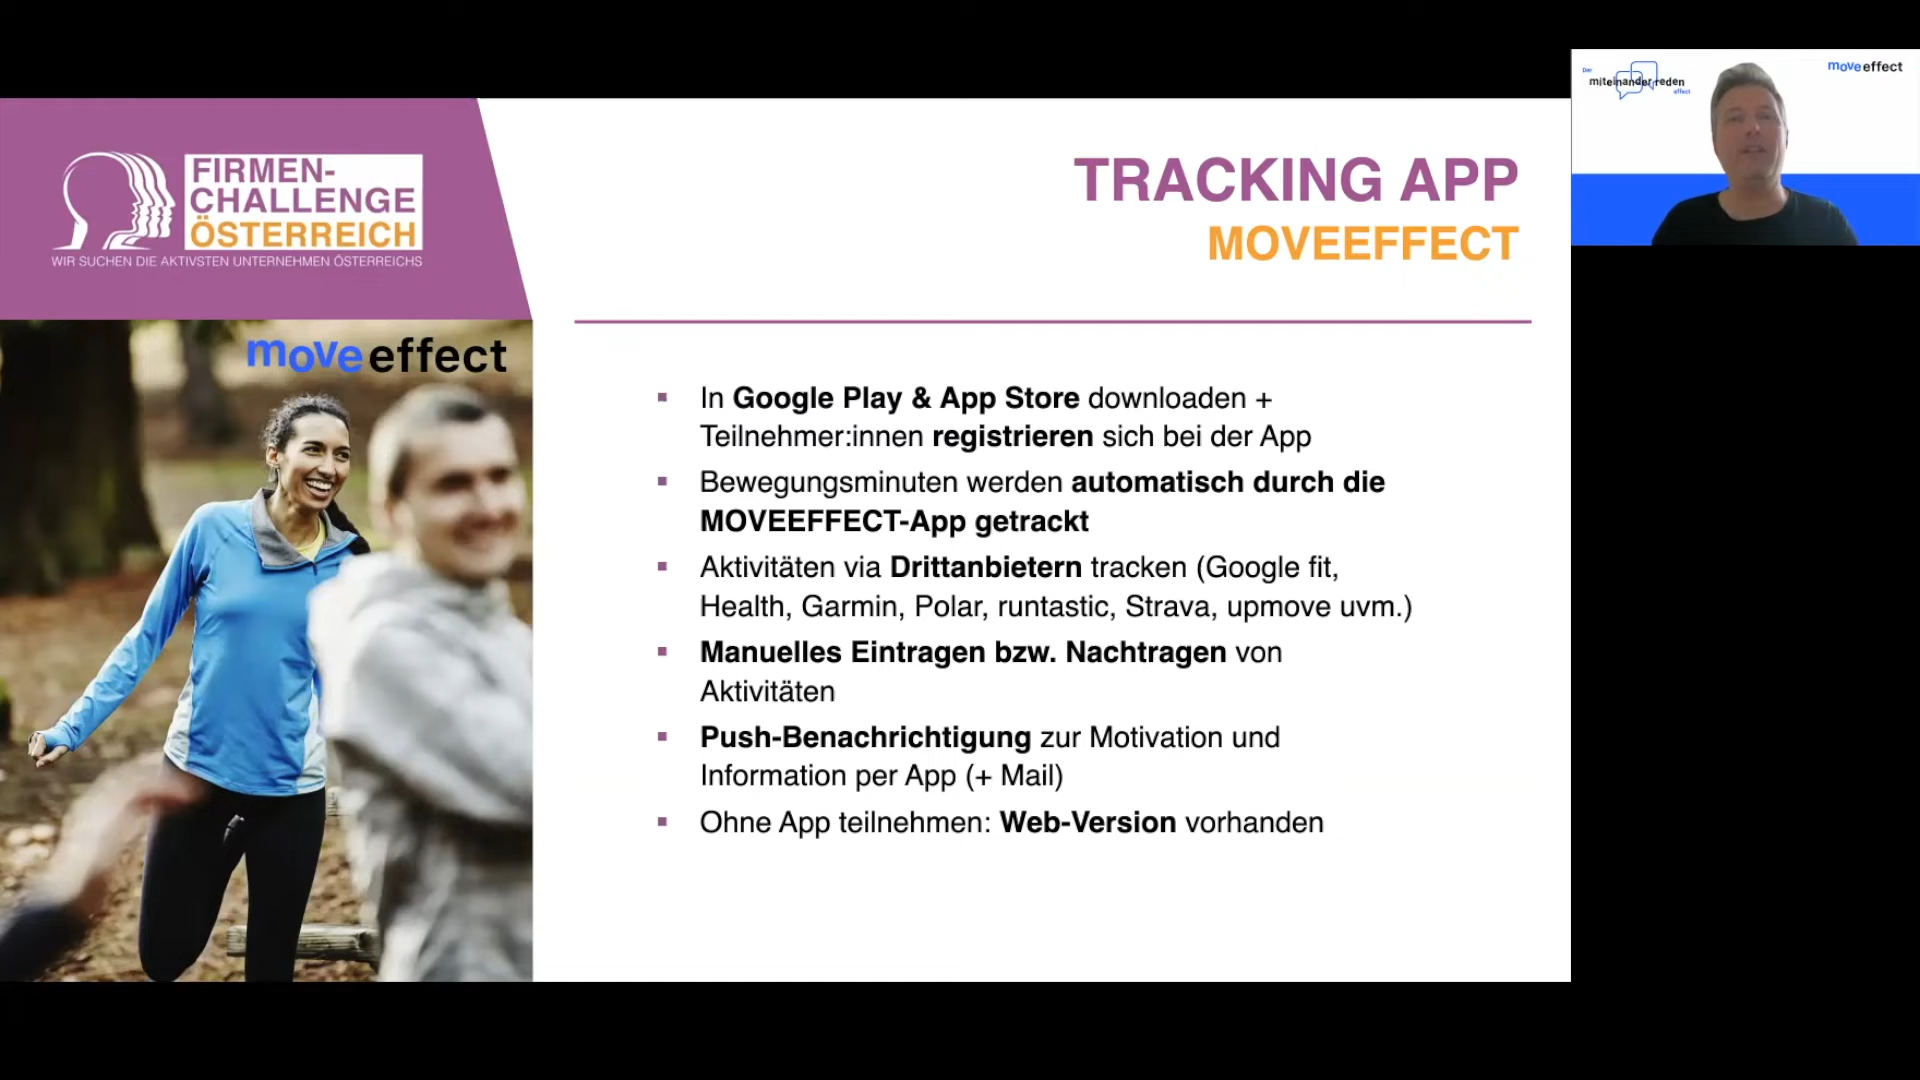 FIRMEN-
CHALLENGE
ÖSTERREICH
WIR SUCHEN DIE AKTIVSTEN UNTERNEHMEN ÖSTERREICHS
moveeffect
TRACKING APP
MOVEEFFECT
▪ In Google Play & App Store downloaden +
Teilnehmer:innen registrieren sich bei der App
▪ Bewegungsminuten werden automatisch durch die
MOVEEFFECT-App getrackt
▪ Aktivitäten via Drittanbietern tracken (Google fit,
Health, Garmin, Polar, runtastic, Strava, upmove uvm.)
▪ Manuelles Eintragen bzw. Nachtragen von
Aktivitäten
▪ Push-Benachrichtigung zur Motivation und
Information per App (+ Mail)
▪ Ohne App teilnehmen: Web-Version vorhanden
Der
miteinander reden
effect
moveeffect